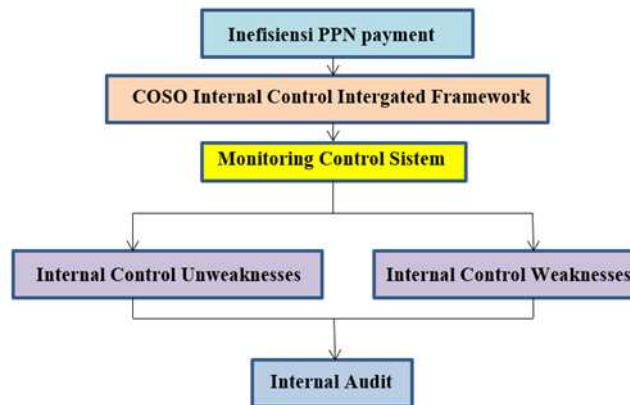 Inefisiensi PPN payment
COSO Internal Control Intergated Framework
Monitoring Control Sistem
Internal Control Unweaknesses
Internal Control Weaknesses
Internal Audit